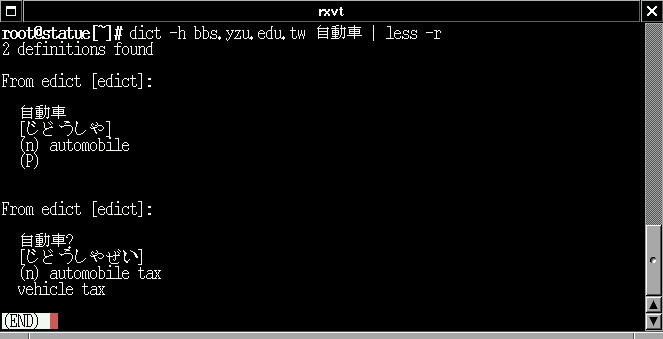 rxvt
root@statue[~]# dict -h bbs.yzu.edu.tw 自動車 | less -r
2 definitions found
From edict [edict]:
自動車
[じどうしゃ]
(n) automobile
(P)
From edict [edict]:
自動車?
[じどうしゃぜい]
(n) automobile tax
vehicle tax
(END)